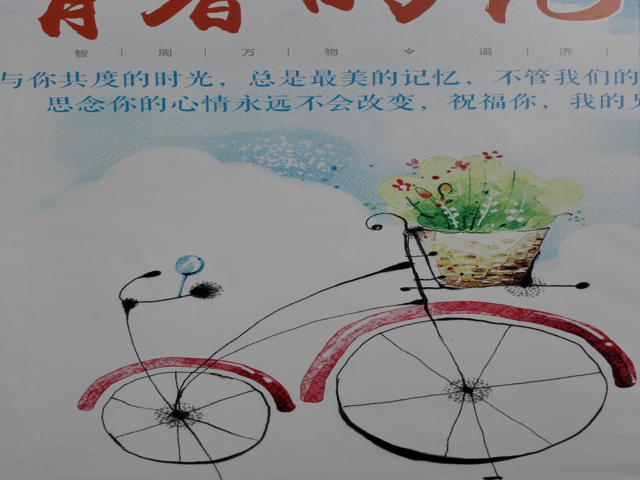 智周万物 道济
与你共度的时光，总是最美的记忆，不管我们的
思念你的心情永远不会改变，祝福你，我的